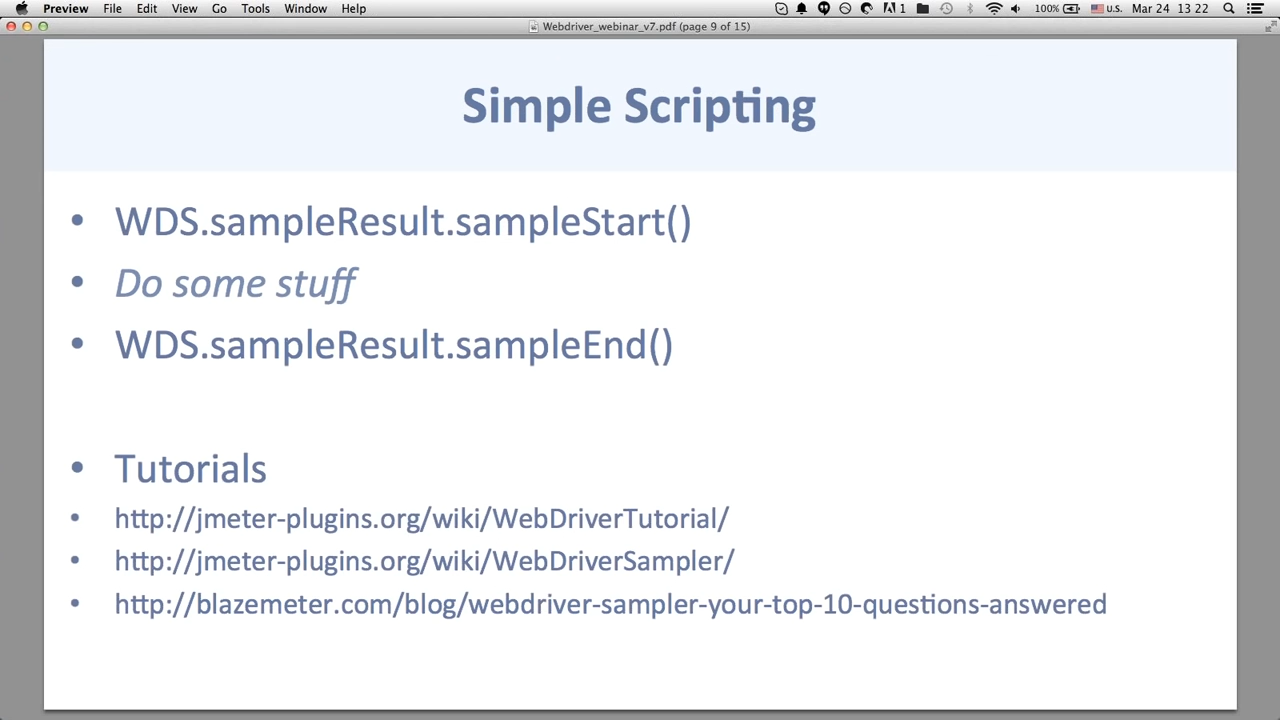 Preview File Edit View Go Tools Window Help 1 100% U.S. Mar 24 13 22
Webdriver_webinar_v7.pdf (page 9 of 15)
Simple Scripting
• WDS.sampleResult.sampleStart()
• Do some stuff
• WDS.sampleResult.sampleEnd()
• Tutorials
• http://jmeter-plugins.org/wiki/WebDriverTutorial/
• http://jmeter-plugins.org/wiki/WebDriverSampler/
• http://blazemeter.com/blog/webdriver-sampler-your-top-10-questions-answered